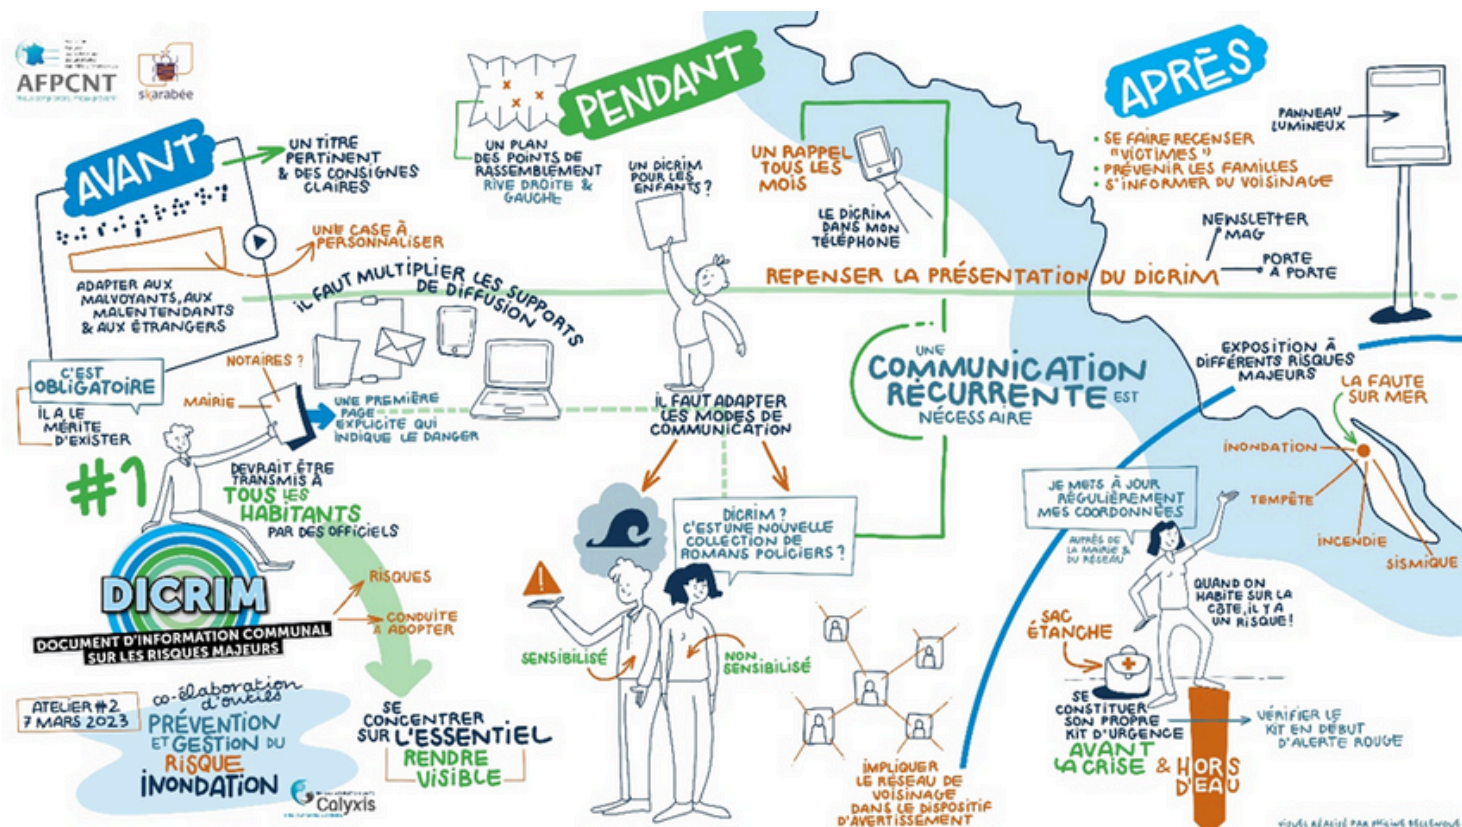 AFPCNT
skarabée
AVANT
UN TITRE
PERTINENT
& DES CONSIGNES
CLAIRES
UNE CASE À
PERSONNALISER
ADAPTER AUX
MALVOYANTS, AUX
MALENTENDANTS
& AUX ÉTRANGERS
IL FAUT MULTIPLIER LES SUPPORTS
DE DIFFUSION
C'EST
OBLIGATOIRE
IL A LE
MÉRITE
D'EXISTER
NOTAIRES ?
MAIRIE
UNE PREMIÈRE
PAGE
EXPLICITE QUI
INDIQUE LE DANGER
#1
DEVRAIT ÊTRE
TRANSMIS À
TOUS LES
HABITANTS
PAR DES OFFICIELS
DICRIM
DOCUMENT D'INFORMATION COMMUNAL
SUR LES RISQUES MAJEURS
RISQUES
CONDUITE
À ADOPTER
ATELIER #2
7 MARS 2023
co-élaboration
d'outils
PRÉVENTION
ET GESTION DU
RISQUE
INONDATION
Calyxis
SE
CONCENTRER
SUR L'ESSENTIEL
RENDRE
VISIBLE
PENDANT
UN PLAN
DES POINTS DE
RASSEMBLEMENT
RIVE DROITE &
GAUCHE
UN DICRIM
POUR LES
ENFANTS ?
UN RAPPEL
TOUS LES
MOIS
LE DICRIM
DANS MON
TÉLÉPHONE
REPENSER LA PRÉSENTATION DU DICRIM
UNE
COMMUNICATION
RÉCURRENTE EST
NÉCESSAIRE
IL FAUT ADAPTER
LES MODES DE
COMMUNICATION
DICRIM ?
C'EST UNE NOUVELLE
COLLECTION DE
ROMANS POLICIERS ?
SENSIBILISÉ
NON
SENSIBILISÉ
IMPLIQUER
LE RÉSEAU DE
VOISINAGE
DANS LE DISPOSITIF
D'AVERTISSEMENT
APRÈS
• SE FAIRE RECENSER
"VICTIMES"
• PRÉVENIR LES FAMILLES
• S'INFORMER DU VOISINAGE
PANNEAU
LUMINEUX
NEWSLETTER
MAG
PORTE
À PORTE
EXPOSITION À
DIFFÉRENTS RISQUES
MAJEURS
LA FAUTE
SUR MER
INONDATION
TEMPÊTE
INCENDIE
SISMIQUE
JE METS À JOUR
RÉGULIÈREMENT
MES COORDONNÉES
AUPRÈS DE
LA MAIRIE &
DU RÉSEAU
QUAND ON
HABITE SUR LA
CÔTE, IL Y A
UN RISQUE !
SAC
ÉTANCHE
SE
CONSTITUER
SON PROPRE
KIT D'URGENCE
AVANT
LA CRISE
& HORS
D'EAU
VÉRIFIER LE
KIT EN DÉBUT
D'ALERTE ROUGE
VISUEL RÉALISÉ PAR